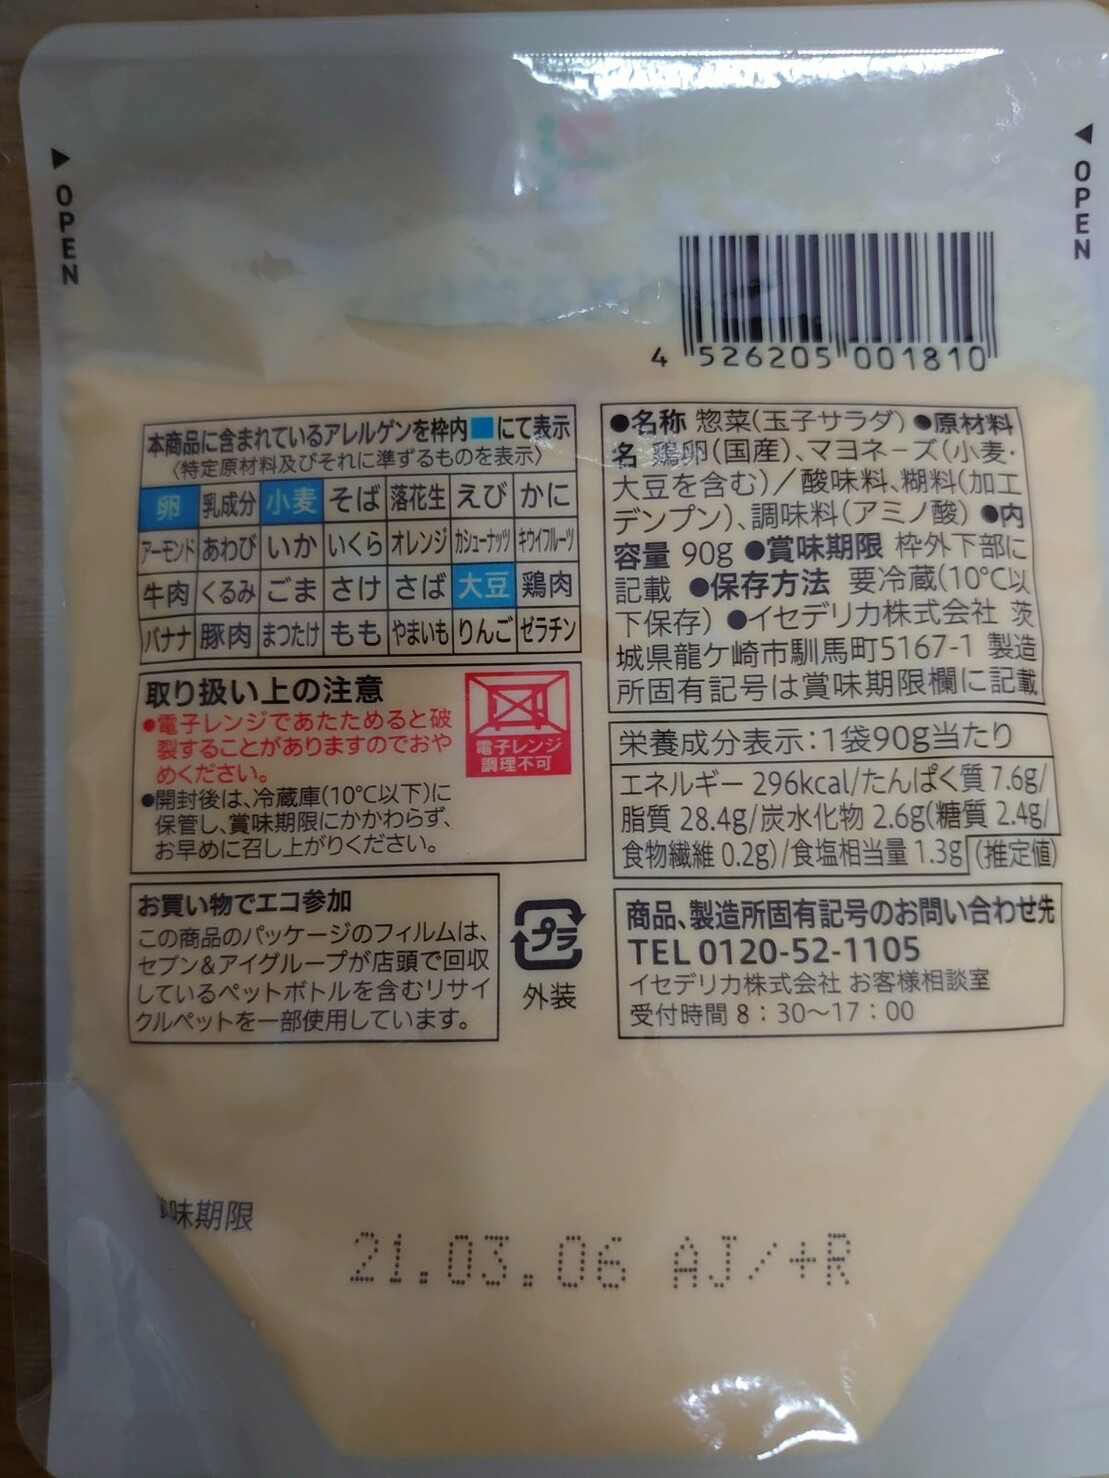 ▶OPEN
◀OPEN
4 526205 001810
本商品に含まれているアレルゲンを枠内■にて表示
〈特定原材料及びそれに準ずるものを表示〉
卵 乳成分 小麦 そば 落花生 えび かに
アーモンド あわび いか いくら オレンジ カシューナッツ キウイフルーツ
牛肉 くるみ ごま さけ さば 大豆 鶏肉
バナナ 豚肉 まつたけ もも やまいも りんご ゼラチン
取り扱い上の注意
●電子レンジであたためると破
裂することがありますのでおや
めください。
●開封後は、冷蔵庫(10℃以下)に
保管し、賞味期限にかかわらず、
お早めに召し上がりください。
電子レンジ
調理不可
お買い物でエコ参加
この商品のパッケージのフィルムは、
セブン&アイグループが店頭で回収
しているペットボトルを含むリサイ
クルペットを一部使用しています。
プラ
外装
●名称 惣菜(玉子サラダ) ●原材料
名 鶏卵(国産)、マヨネーズ(小麦・
大豆を含む)/酸味料、糊料(加工
デンプン)、調味料(アミノ酸) ●内
容量 90g ●賞味期限 枠外下部に
記載 ●保存方法 要冷蔵(10℃以
下保存) ●イセデリカ株式会社 茨
城県龍ケ崎市馴馬町5167-1 製造
所固有記号は賞味期限欄に記載
栄養成分表示:1袋90g当たり
エネルギー 296kcal/たんぱく質 7.6g/
脂質 28.4g/炭水化物 2.6g(糖質 2.4g/
食物繊維 0.2g)/食塩相当量 1.3g (推定値)
商品、製造所固有記号のお問い合わせ先
TEL 0120-52-1105
イセデリカ株式会社 お客様相談室
受付時間 8:30〜17:00
賞味期限
21.03.06 AJ/+R